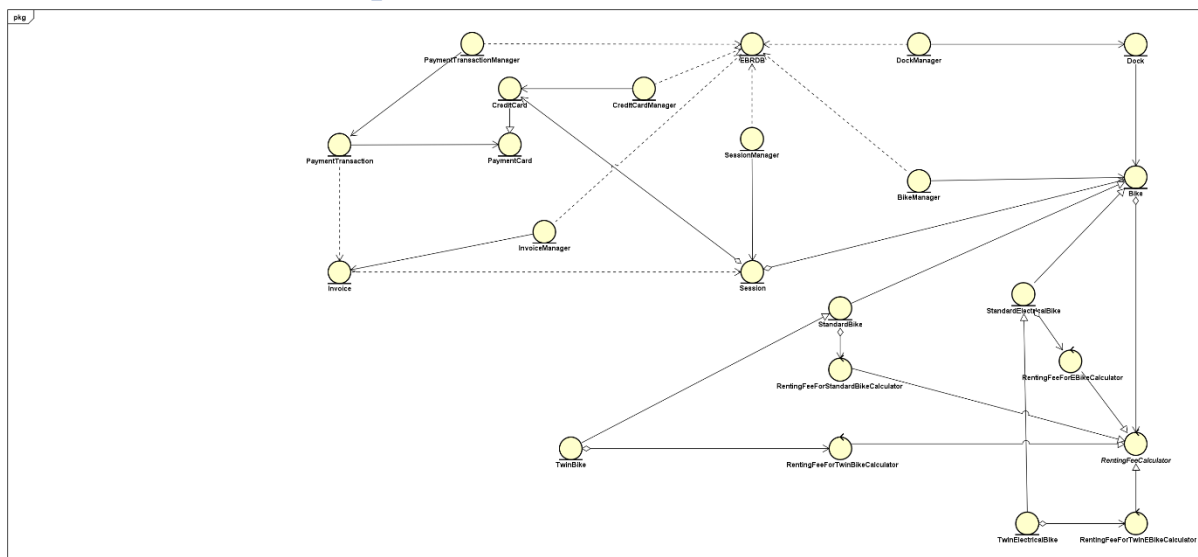 pkg
PaymentTransactionManager
EBRDB
DockManager
Dock
CreditCard
CreditCardManager
PaymentTransaction
PaymentCard
SessionManager
BikeManager
Bike
InvoiceManager
Invoice
Session
StandardBike
StandardElectricalBike
RentingFeeForStandardBikeCalculator
RentingFeeForEBikeCalculator
TwinBike
RentingFeeForTwinBikeCalculator
RentingFeeCalculator
TwinElectricalBike
RentingFeeForTwinEBikeCalculator